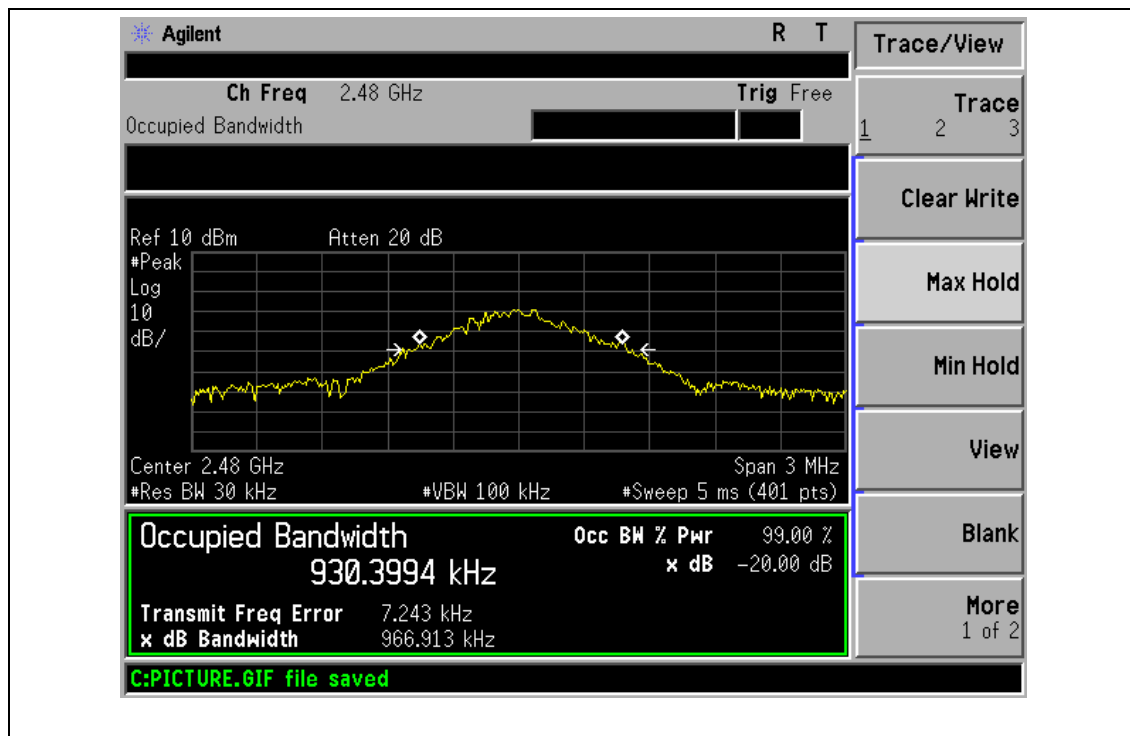 Agilent R T
Ch Freq 2.48 GHz Trig Free
Occupied Bandwidth
Ref 10 dBm Atten 20 dB
#Peak
Log
10
dB/
Center 2.48 GHz Span 3 MHz
#Res BW 30 kHz #VBW 100 kHz #Sweep 5 ms (401 pts)
Occupied Bandwidth Occ BW % Pwr 99.00 %
930.3994 kHz x dB -20.00 dB
Transmit Freq Error 7.243 kHz
x dB Bandwidth 966.913 kHz
C:PICTURE.GIF file saved
Trace/View
Trace
1 2 3
Clear Write
Max Hold
Min Hold
View
Blank
More
1 of 2